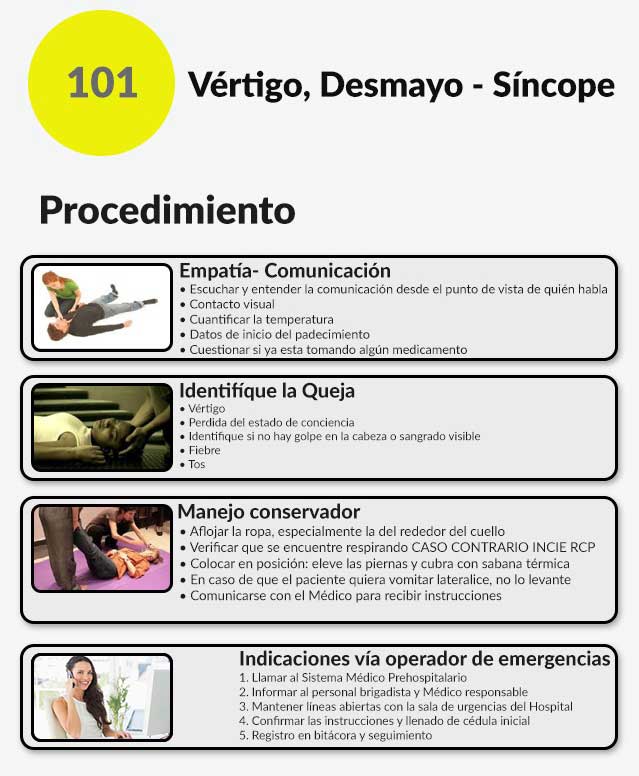 101
Vértigo, Desmayo - Síncope
Procedimiento
Empatía- Comunicación
• Escuchar y entender la comunicación desde el punto de vista de quién habla
• Contacto visual
• Cuantificar la temperatura
• Datos de inicio del padecimiento
• Cuestionar si ya esta tomando algún medicamento
Identifíque la Queja
• Vértigo
• Perdida del estado de conciencia
• Identifique si no hay golpe en la cabeza o sangrado visible
• Fiebre
• Tos
Manejo conservador
• Aflojar la ropa, especialmente la del rededor del cuello
• Verificar que se encuentre respirando CASO CONTRARIO INCIE RCP
• Colocar en posición: eleve las piernas y cubra con sabana térmica
• En caso de que el paciente quiera vomitar lateralice, no lo levante
• Comunicarse con el Médico para recibir instrucciones
Indicaciones vía operador de emergencias
1. Llamar al Sistema Médico Prehospitalario
2. Informar al personal brigadista y Médico responsable
3. Mantener líneas abiertas con la sala de urgencias del Hospital
4. Confirmar las instrucciones y llenado de cédula inicial
5. Registro en bitácora y seguimiento